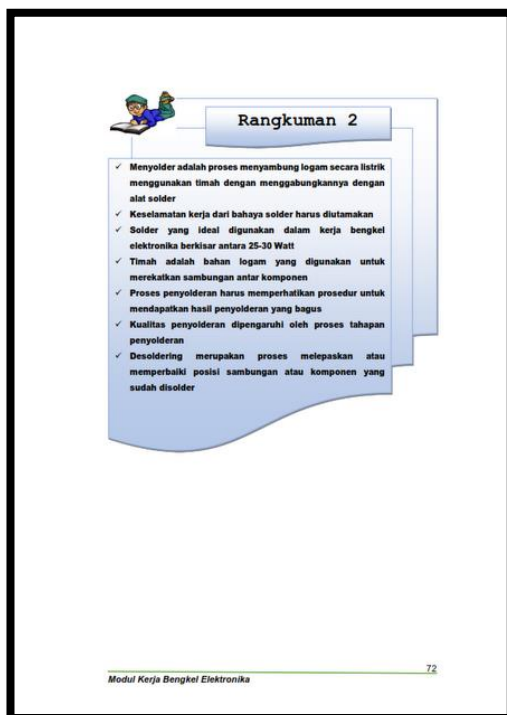 Rangkuman 2
✓ Menyolder adalah proses menyambung logam secara listrik
menggunakan timah dengan menggabungkannya dengan
alat solder
✓ Keselamatan kerja dari bahaya solder harus diutamakan
✓ Solder yang ideal digunakan dalam kerja bengkel
elektronika berkisar antara 25-30 Watt
✓ Timah adalah bahan logam yang digunakan untuk
merekatkan sambungan antar komponen
✓ Proses penyolderan harus memperhatikan prosedur untuk
mendapatkan hasil penyolderan yang bagus
✓ Kualitas penyolderan dipengaruhi oleh proses tahapan
penyolderan
✓ Desoldering merupakan proses melepaskan atau
memperbaiki posisi sambungan atau komponen yang
sudah disolder
72
Modul Kerja Bengkel Elektronika